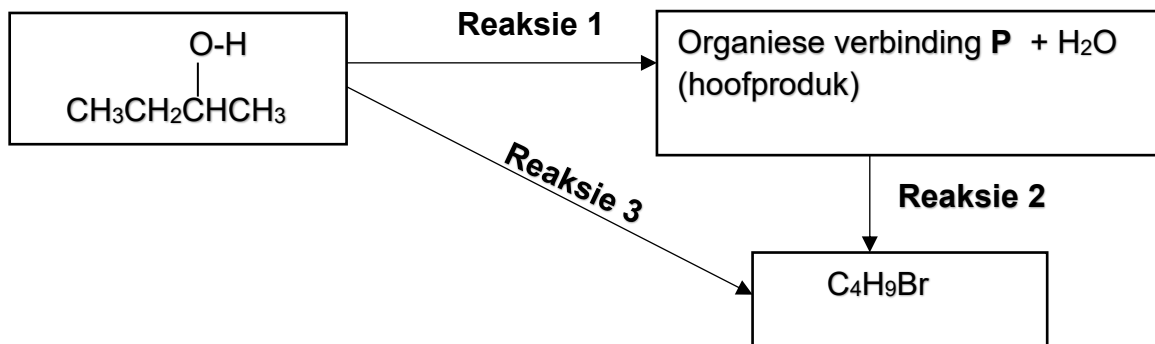 O-H
CH₃CH₂CHCH₃
Reaksie 1
Organiese verbinding P + H₂O
(hoofproduk)
Reaksie 3
Reaksie 2
C₄H₉Br